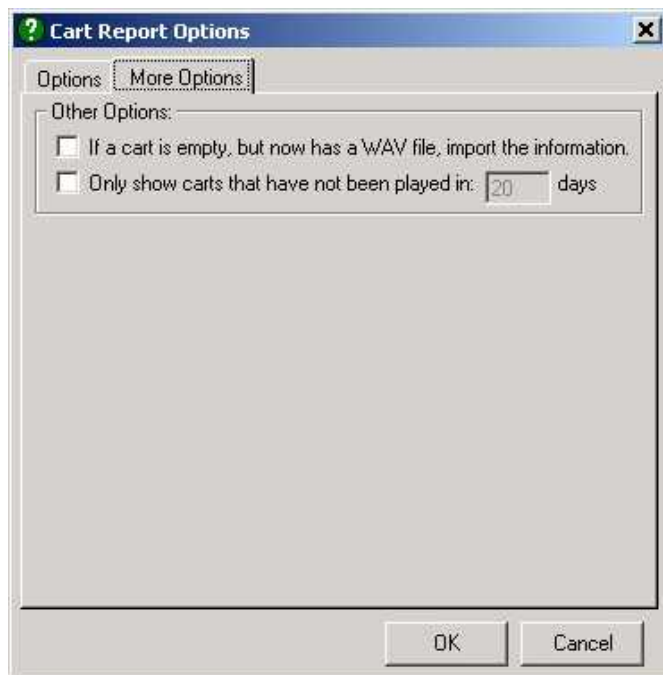 Cart Report Options
Options More Options
Other Options:
If a cart is empty, but now has a WAV file, import the information.
Only show carts that have not been played in: 20 days
OK Cancel